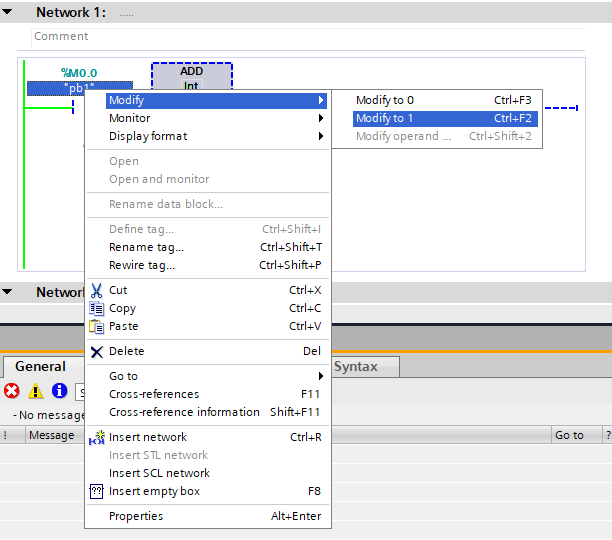 Network 1: .....
Comment
%M0.0
"pb1"
ADD
Int
Modify
Monitor
Display format
Open
Open and monitor
Rename data block...
Define tag... Ctrl+Shift+I
Rename tag... Ctrl+Shift+T
Rewire tag... Ctrl+Shift+P
Cut Ctrl+X
Copy Ctrl+C
Paste Ctrl+V
Delete Del
Go to
Cross-references F11
Cross-reference information Shift+F11
Insert network Ctrl+R
Insert STL network
Insert SCL network
Insert empty box F8
Properties Alt+Enter
Modify to 0 Ctrl+F3
Modify to 1 Ctrl+F2
Modify operand ... Ctrl+Shift+2
Network
General
Syntax
S
- No message
! Message Go to ?